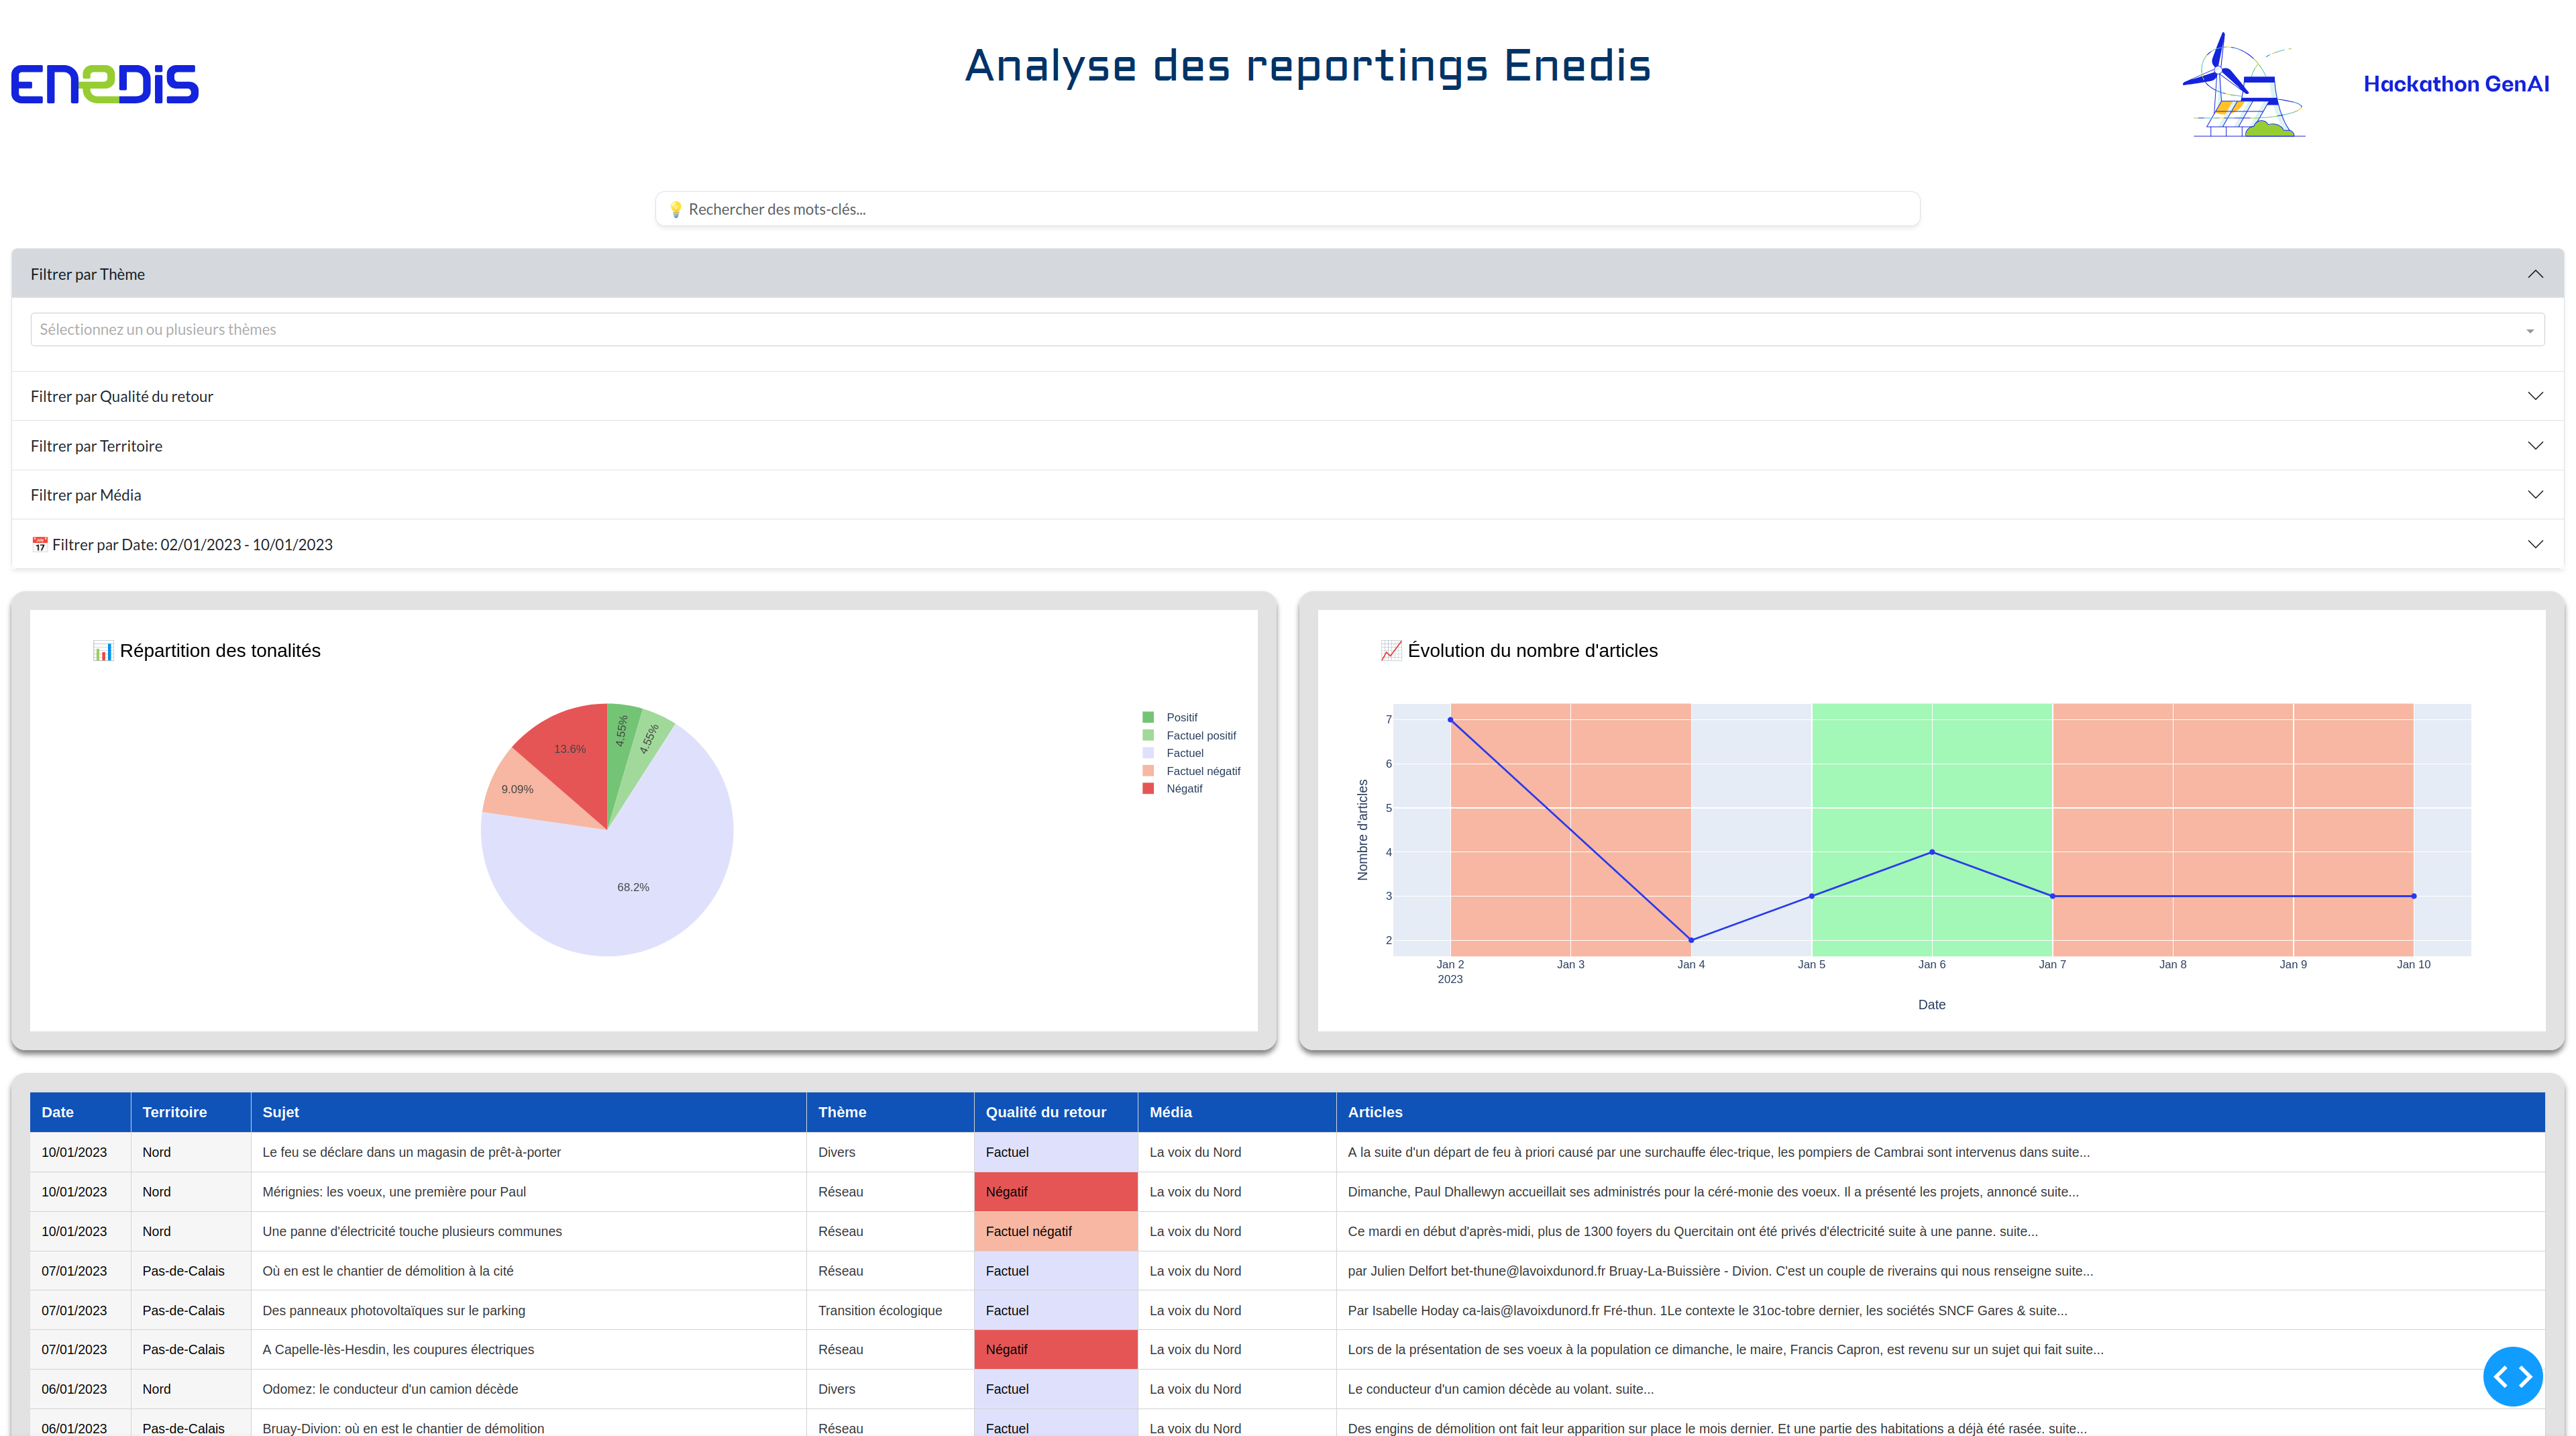 enedis
Analyse des reportings Enedis
Hackathon GenAI
💡 Rechercher des mots-clés...
Filtrer par Thème
Sélectionnez un ou plusieurs thèmes
Filtrer par Qualité du retour
Filtrer par Territoire
Filtrer par Média
📅 Filtrer par Date: 02/01/2023 - 10/01/2023
📊 Répartition des tonalités
4.55%
4.55%
13.6%
9.09%
68.2%
Positif
Factuel positif
Factuel
Factuel négatif
Négatif
📈 Évolution du nombre d'articles
Nombre d'articles
7
6
5
4
3
2
Jan 2 Jan 3 Jan 4 Jan 5 Jan 6 Jan 7 Jan 8 Jan 9 Jan 10
2023
Date
Date Territoire Sujet Thème Qualité du retour Média Articles
10/01/2023 Nord Le feu se déclare dans un magasin de prêt-à-porter Divers Factuel La voix du Nord A la suite d'un départ de feu à priori causé par une surchauffe élec-trique, les pompiers de Cambrai sont intervenus dans suite...
10/01/2023 Nord Mérignies: les voeux, une première pour Paul Réseau Négatif La voix du Nord Dimanche, Paul Dhallewyn accueillait ses administrés pour la céré-monie des voeux. Il a présenté les projets, annoncé suite...
10/01/2023 Nord Une panne d'électricité touche plusieurs communes Réseau Factuel négatif La voix du Nord Ce mardi en début d'après-midi, plus de 1300 foyers du Quercitain ont été privés d'électricité suite à une panne. suite...
07/01/2023 Pas-de-Calais Où en est le chantier de démolition à la cité Réseau Factuel La voix du Nord par Julien Delfort bet-thune@lavoixdunord.fr Bruay-La-Buissière - Divion. C'est un couple de riverains qui nous renseigne suite...
07/01/2023 Pas-de-Calais Des panneaux photovoltaïques sur le parking Transition écologique Factuel La voix du Nord Par Isabelle Hoday ca-lais@lavoixdunord.fr Fré-thun. 1Le contexte le 31oc-tobre dernier, les sociétés SNCF Gares & suite...
07/01/2023 Pas-de-Calais A Capelle-lès-Hesdin, les coupures électriques Réseau Négatif La voix du Nord Lors de la présentation de ses voeux à la population ce dimanche, le maire, Francis Capron, est revenu sur un sujet qui fait suite...
06/01/2023 Nord Odomez: le conducteur d'un camion décède Divers Factuel La voix du Nord Le conducteur d'un camion décède au volant. suite...
06/01/2023 Pas-de-Calais Bruay-Divion: où en est le chantier de démolition Réseau Factuel La voix du Nord Des engins de démolition ont fait leur apparition sur place le mois dernier. Et une partie des habitations a déjà été rasée. suite...